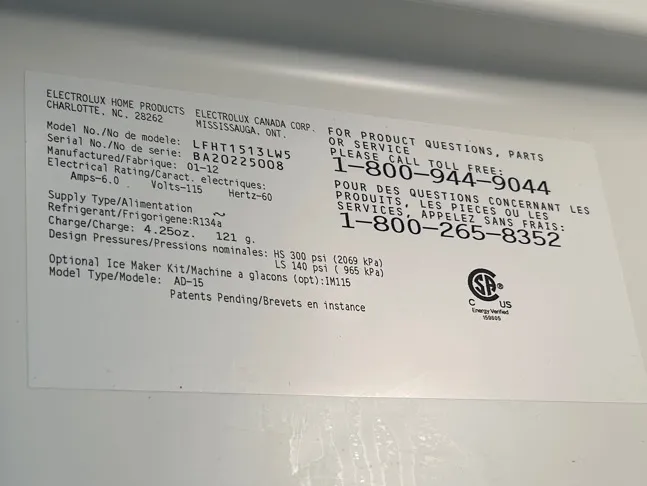 ELECTROLUX HOME PRODUCTS
CHARLOTTE, NC. 28262
ELECTROLUX CANADA CORP.
MISSISSAUGA, ONT.
Model No./No de modele: LFHT1513LW5
Serial No./No de serie: BA20225008
Manufactured/Fabrique: 01-12
Electrical Rating/Caract. electriques:
Amps-6.0 Volts-115 Hertz-60
Supply Type/Alimentation ~
Refrigerant/Frigorigene:R134a
Charge/Charge: 4.25oz. 121 g.
Design Pressures/Pressions nominales: HS 300 psi (2069 kPa)
LS 140 psi ( 965 kPa)
Optional Ice Maker Kit/Machine a glacons (opt):IM115
Model Type/Modele: AD-15
Patents Pending/Brevets en instance
FOR PRODUCT QUESTIONS, PARTS
OR SERVICE
PLEASE CALL TOLL FREE:
1-800-944-9044
POUR DES QUESTIONS CONCERNANT LES
PRODUITS, LES PIECES OU LES
SERVICES, APPELEZ SANS FRAIS:
1-800-265-8352
CSA®
C US
Energy Verified
150805